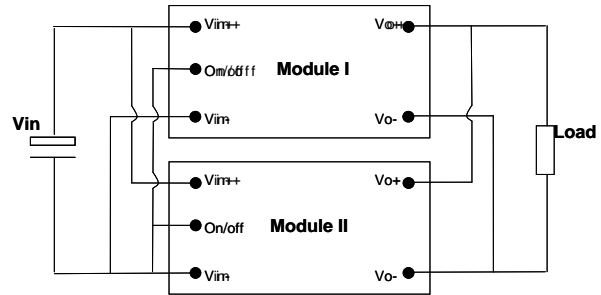 Vin+
Vo+
On/off
Module I
Vin
Vin-
Vo-
Load
Vin+
Vo+
On/off
Module II
Vin-
Vo-